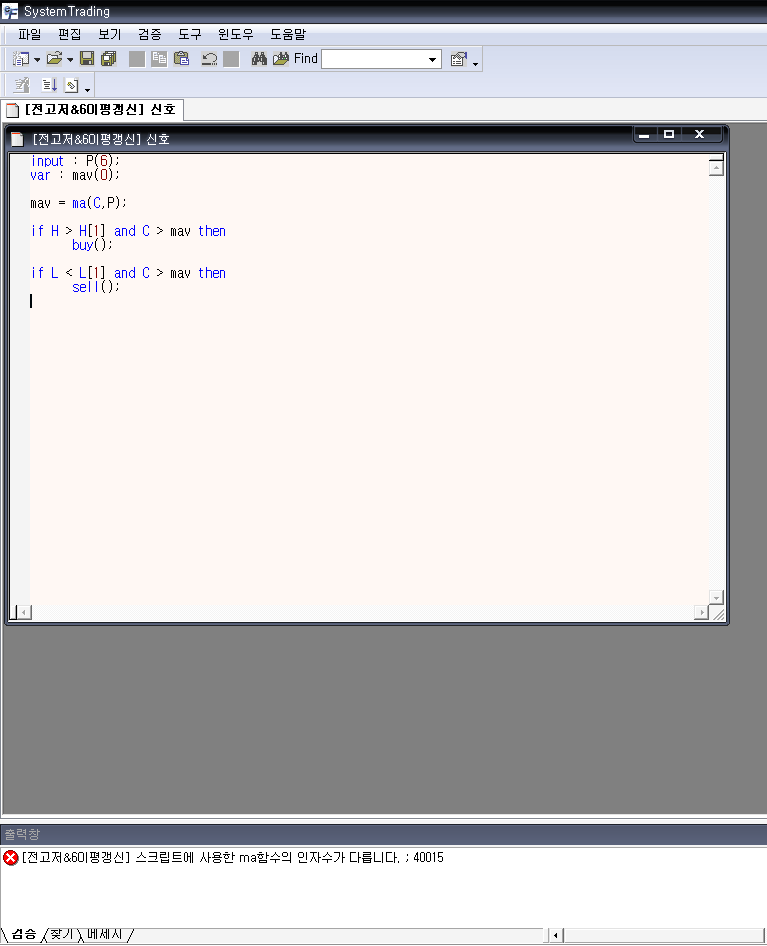 SystemTrading
파일 편집 보기 검증 도구 윈도우 도움말
Find
[전고저&6이평갱신] 신호
[전고저&6이평갱신] 신호
input : P(6);
var : mav(0);
mav = ma(C,P);
if H > H[1] and C > mav then
buy();
if L < L[1] and C > mav then
sell();
출력창
[전고저&6이평갱신] 스크립트에 사용한 ma함수의 인자수가 다릅니다. ; 40015
검증 찾기 메세지